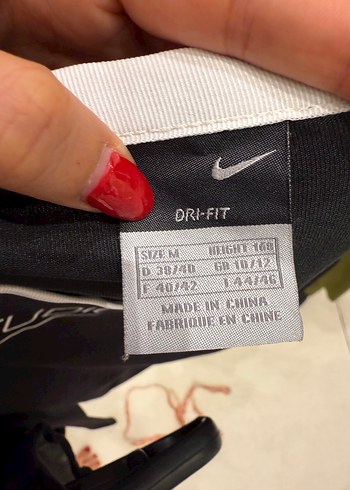 DRI-FIT
SIZE M HEIGHT 168
D 38/40 GB 10/12
F 40/42 I 44/46
MADE IN CHINA
FABRIQUE EN CHINE